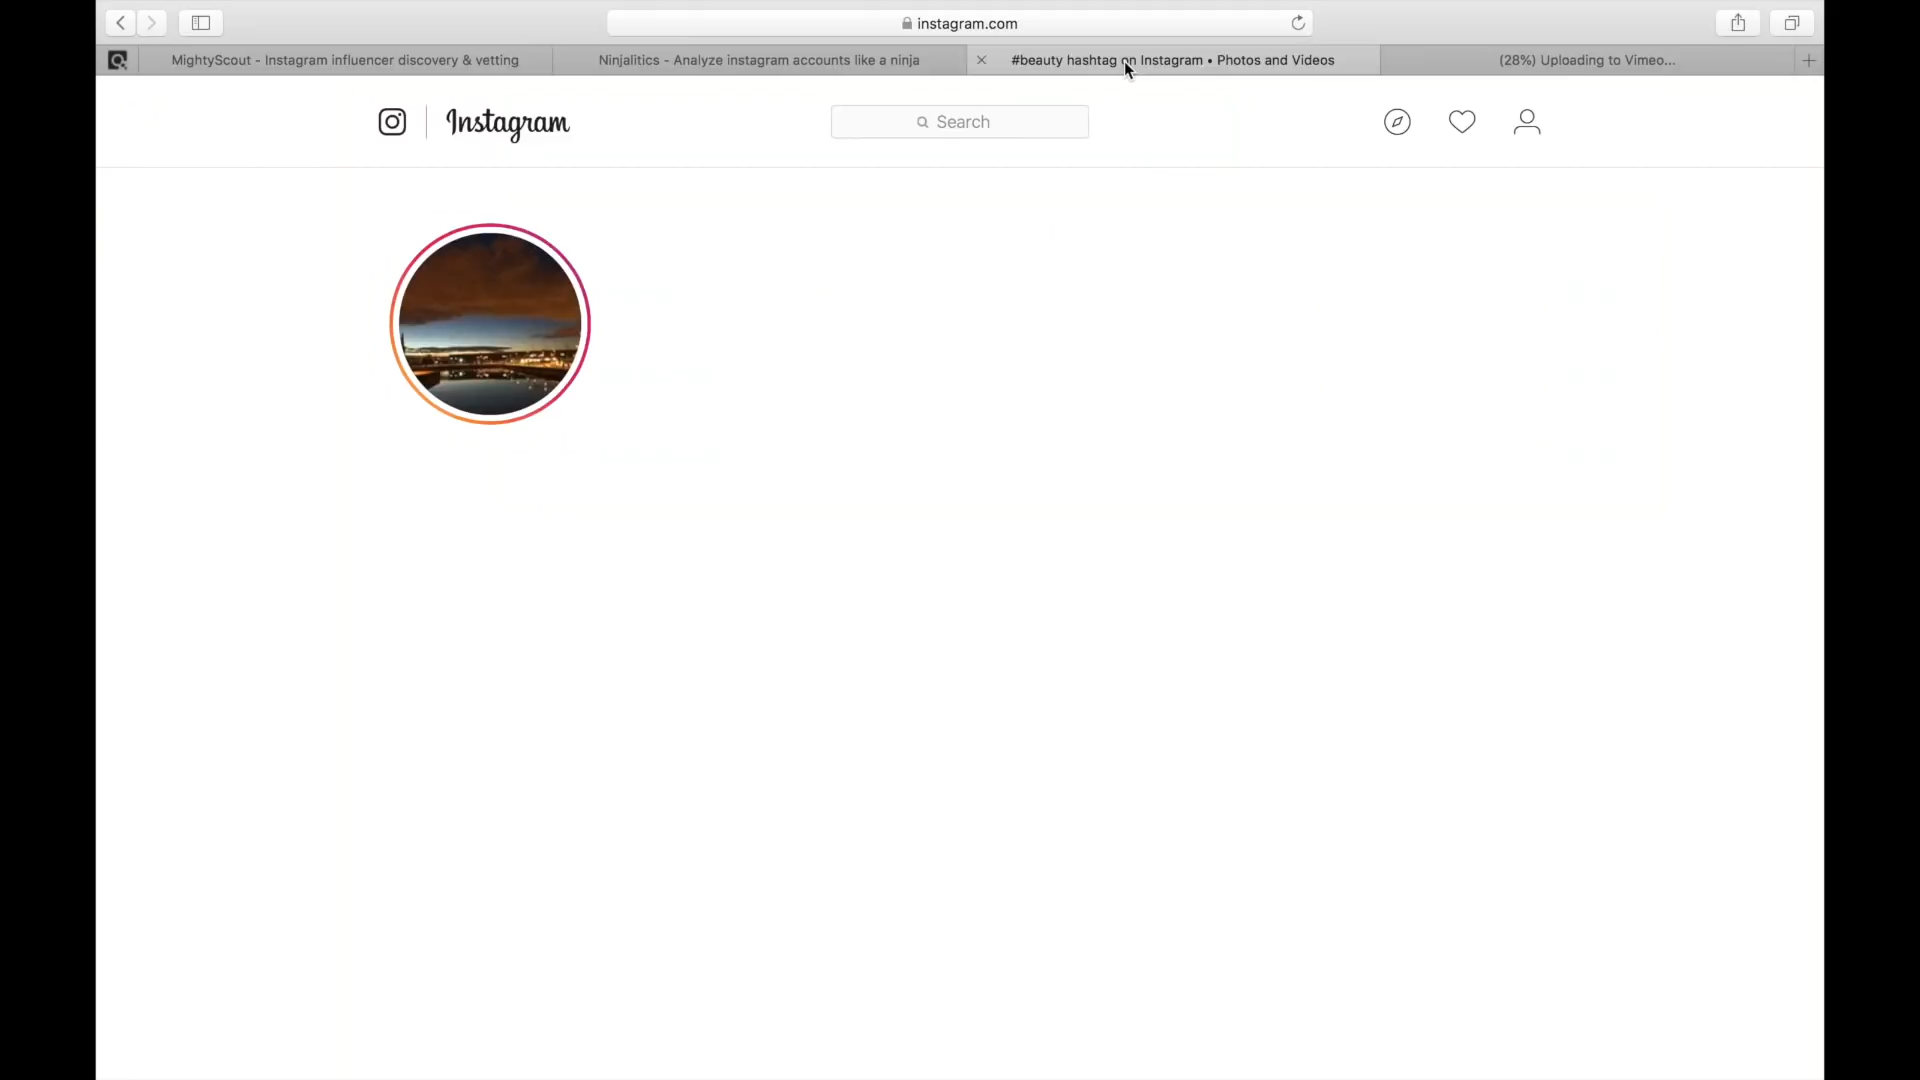 instagram.com
MightyScout - Instagram influencer discovery & vetting
Ninjalitics - Analyze instagram accounts like a ninja
#beauty hashtag on Instagram • Photos and Videos
(28%) Uploading to Vimeo...
Instagram
Search